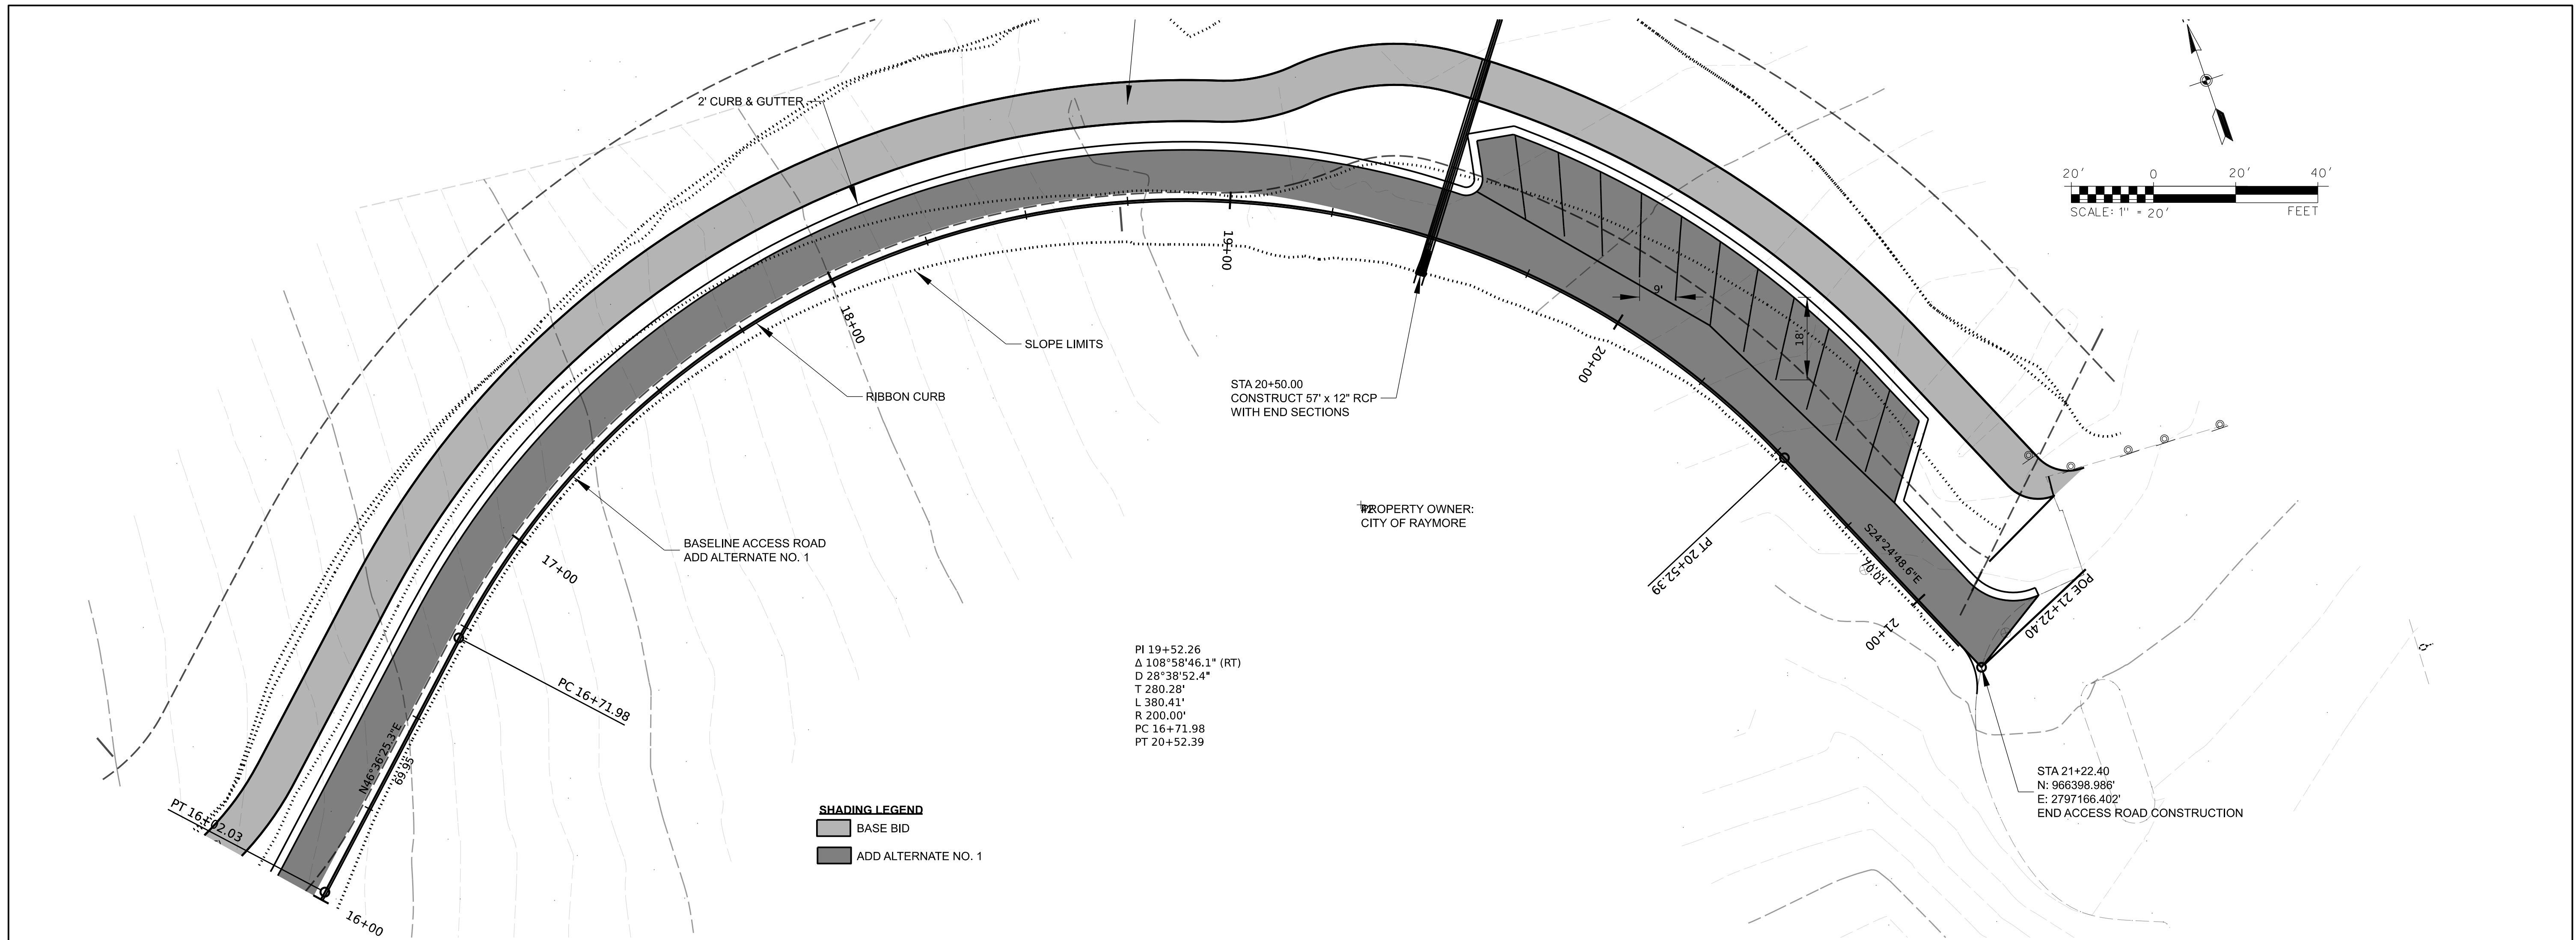 2' CURB & GUTTER
20' 0 20' 40'
SCALE: 1" = 20' FEET
19+00
18+00
9'
18'
SLOPE LIMITS
20+00
STA 20+50.00
CONSTRUCT 57' x 12" RCP
WITH END SECTIONS
RIBBON CURB
PROPERTY OWNER:
CITY OF RAYMORE
BASELINE ACCESS ROAD
ADD ALTERNATE NO. 1
17+00
PT 20+52.39
S24°24'48.6"E
70.01
POE 21+22.40
21+00
PC 16+71.98
PI 19+52.26
Δ 108°58'46.1" (RT)
D 28°38'52.4"
T 280.28'
L 380.41'
R 200.00'
PC 16+71.98
PT 20+52.39
N46°36'25.3"E
69.95
STA 21+22.40
N: 966398.986'
E: 2797166.402'
END ACCESS ROAD CONSTRUCTION
PT 16+02.03
SHADING LEGEND
BASE BID
ADD ALTERNATE NO. 1
16+00